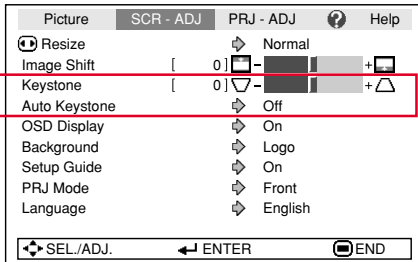 Picture SCR - ADJ PRJ - ADJ ? Help
Resize Normal
Image Shift [ 0 ] - +
Keystone [ 0 ] - +
Auto Keystone Off
OSD Display On
Background Logo
Setup Guide On
PRJ Mode Front
Language English
SEL./ADJ. ENTER END